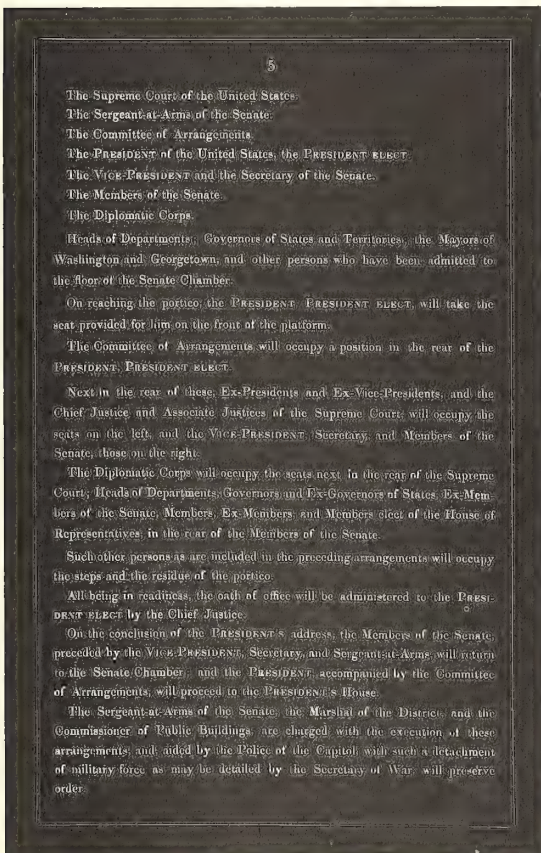 5
The Supreme Court of the United States.
The Sergeant-at-Arms of the Senate.
The Committee of Arrangements.
The PRESIDENT of the United States, the PRESIDENT ELECT.
The VICE-PRESIDENT and the Secretary of the Senate.
The Members of the Senate.
The Diplomatic Corps.
Heads of Departments; Governors of States and Territories; the Mayors of
Washington and Georgetown, and other persons who have been admitted to
the floor of the Senate Chamber.
On reaching the portico, the PRESIDENT, PRESIDENT ELECT, will take the
seat provided for him on the front of the platform.
The Committee of Arrangements will occupy a position in the rear of the
PRESIDENT, PRESIDENT ELECT.
Next in the rear of these, Ex-Presidents and Ex-Vice-Presidents, and the
Chief Justice and Associate Justices of the Supreme Court, will occupy the
seats on the left, and the VICE-PRESIDENT, Secretary, and Members of the
Senate, those on the right.
The Diplomatic Corps will occupy the seats next in the rear of the Supreme
Court; Heads of Departments, Governors and Ex-Governors of States, Ex-Mem-
bers of the Senate, Members, Ex-Members, and Members elect of the House of
Representatives, in the rear of the Members of the Senate.
Such other persons as are included in the preceding arrangements will occupy
the steps and the residue of the portico.
All being in readiness, the oath of office will be administered to the PRESI-
DENT ELECT by the Chief Justice.
On the conclusion of the PRESIDENT'S address, the Members of the Senate,
preceded by the VICE-PRESIDENT, Secretary, and Sergeant-at-Arms, will return
to the Senate Chamber; and the PRESIDENT, accompanied by the Committee
of Arrangements, will proceed to the PRESIDENT'S House.
The Sergeant-at-Arms of the Senate, the Marshal of the District, and the
Commissioner of Public Buildings, are charged with the execution of these
arrangements; and aided by the Police of the Capitol, with such a detachment
of military force as may be detailed by the Secretary of War, will preserve
order.